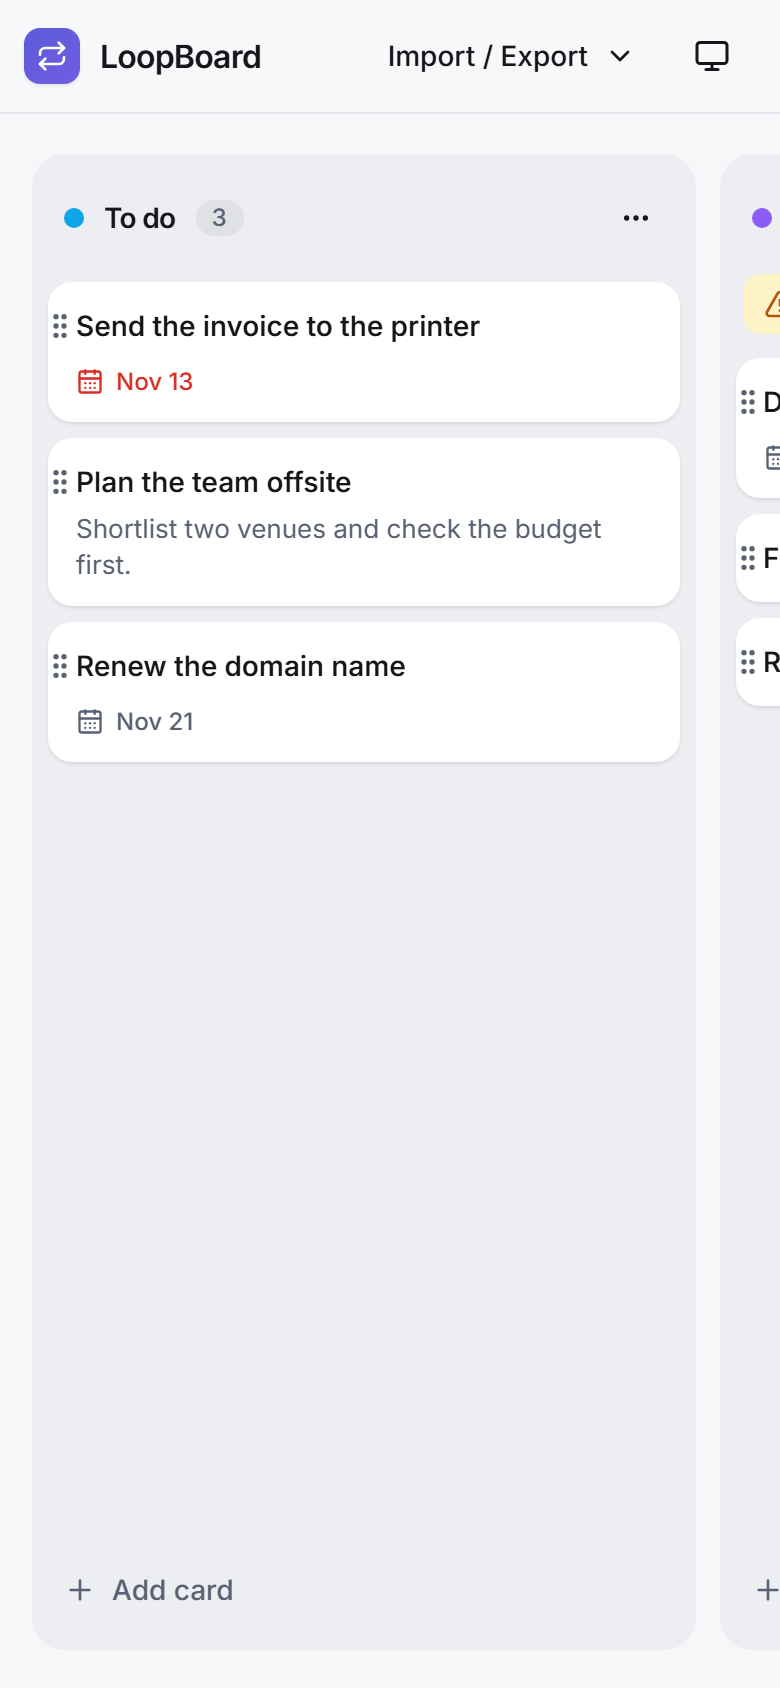 LoopBoard
Import / Export
To do 3
Send the invoice to the printer
Nov 13
Plan the team offsite
Shortlist two venues and check the budget
first.
Renew the domain name
Nov 21
Add card
D
F
R